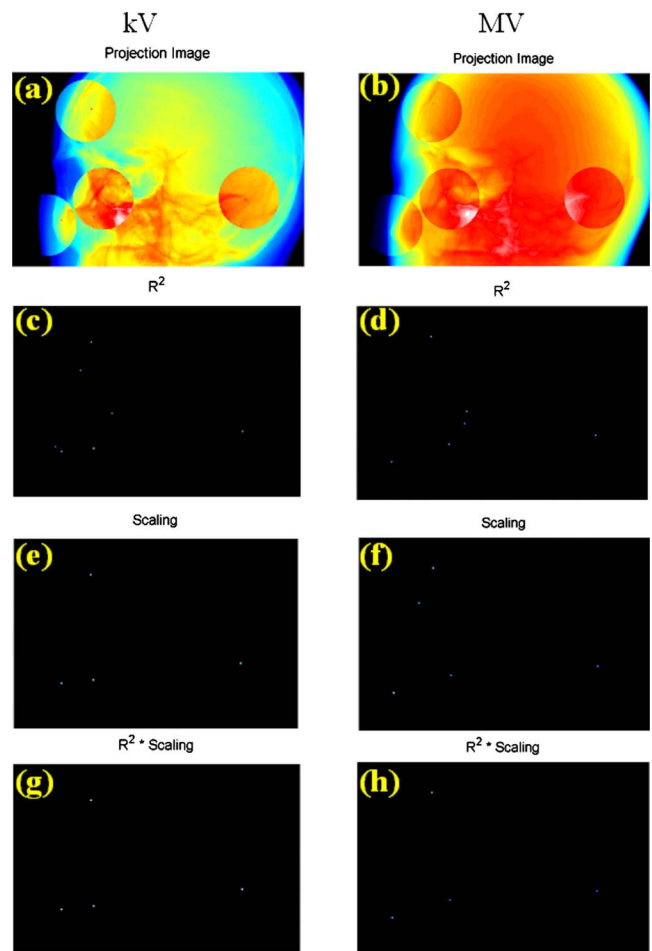 kV MV
Projection Image Projection Image
(a) (b)
R² R²
(c) (d)
Scaling Scaling
(e) (f)
R² * Scaling R² * Scaling
(g) (h)